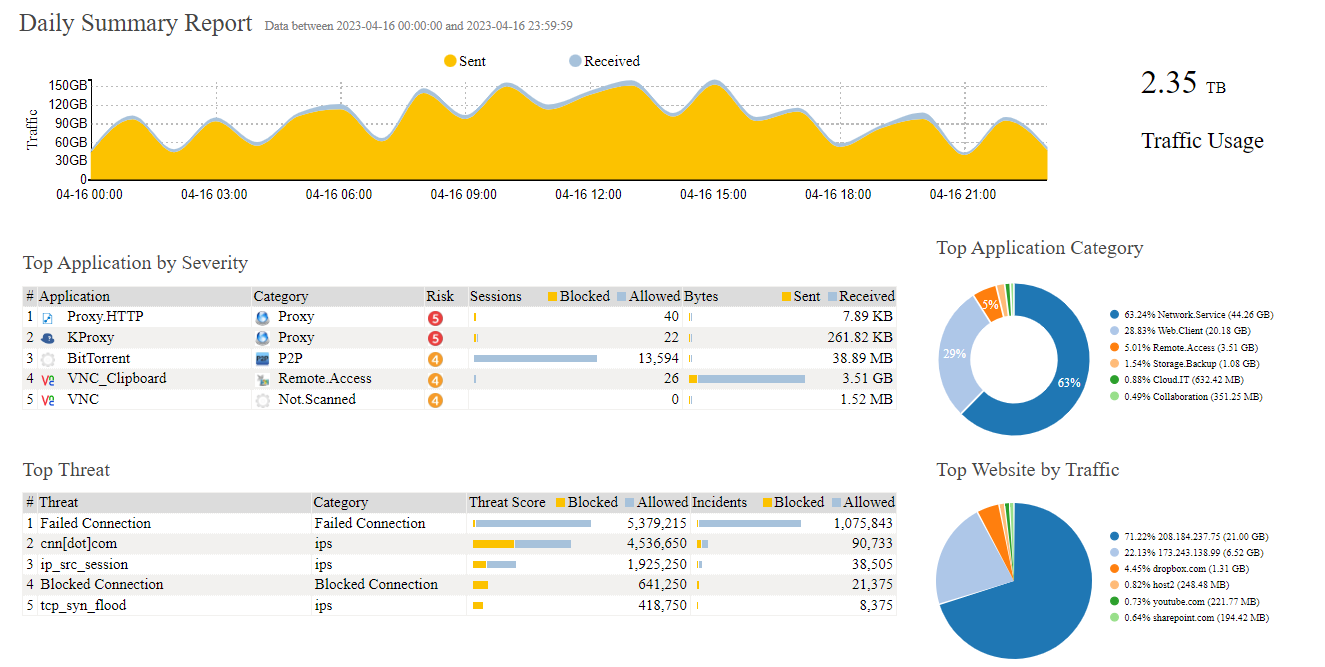 Daily Summary Report Data between 2023-04-16 00:00:00 and 2023-04-16 23:59:59
Sent Received
Traffic
150GB
120GB
90GB
60GB
30GB
0
04-16 00:00 04-16 03:00 04-16 06:00 04-16 09:00 04-16 12:00 04-16 15:00 04-16 18:00 04-16 21:00
2.35 TB
Traffic Usage
Top Application by Severity
# Application Category Risk Sessions Blocked Allowed Bytes Sent Received
1 Proxy.HTTP Proxy 5 40 7.89 KB
2 KProxy Proxy 5 22 261.82 KB
3 BitTorrent P2P 4 13,594 38.89 MB
4 VNC_Clipboard Remote.Access 4 26 3.51 GB
5 VNC Not.Scanned 4 0 1.52 MB
Top Application Category
5%
29%
63%
63.24% Network.Service (44.26 GB)
28.83% Web.Client (20.18 GB)
5.01% Remote.Access (3.51 GB)
1.54% Storage.Backup (1.08 GB)
0.88% Cloud.IT (632.42 MB)
0.49% Collaboration (351.25 MB)
Top Threat
# Threat Category Threat Score Blocked Allowed Incidents Blocked Allowed
1 Failed Connection Failed Connection 5,379,215 1,075,843
2 cnn[dot]com ips 4,536,650 90,733
3 ip_src_session ips 1,925,250 38,505
4 Blocked Connection Blocked Connection 641,250 21,375
5 tcp_syn_flood ips 418,750 8,375
Top Website by Traffic
71.22% 208.184.237.75 (21.00 GB)
22.13% 173.243.138.99 (6.52 GB)
4.45% dropbox.com (1.31 GB)
0.82% host2 (248.48 MB)
0.73% youtube.com (221.77 MB)
0.64% sharepoint.com (194.42 MB)